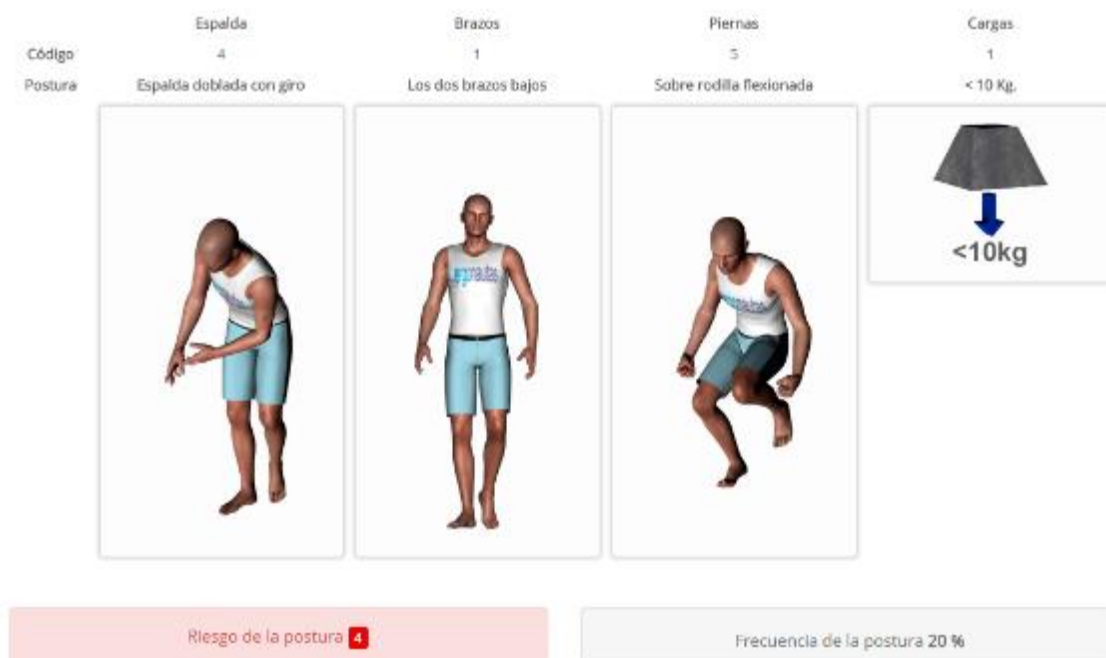 Espalda Brazos Piernas Cargas
Código 4 1 5 1
Postura Espalda doblada con giro Los dos brazos bajos Sobre rodilla flexionada < 10 Kg.
<10kg
Riesgo de la postura 4
Frecuencia de la postura 20 %